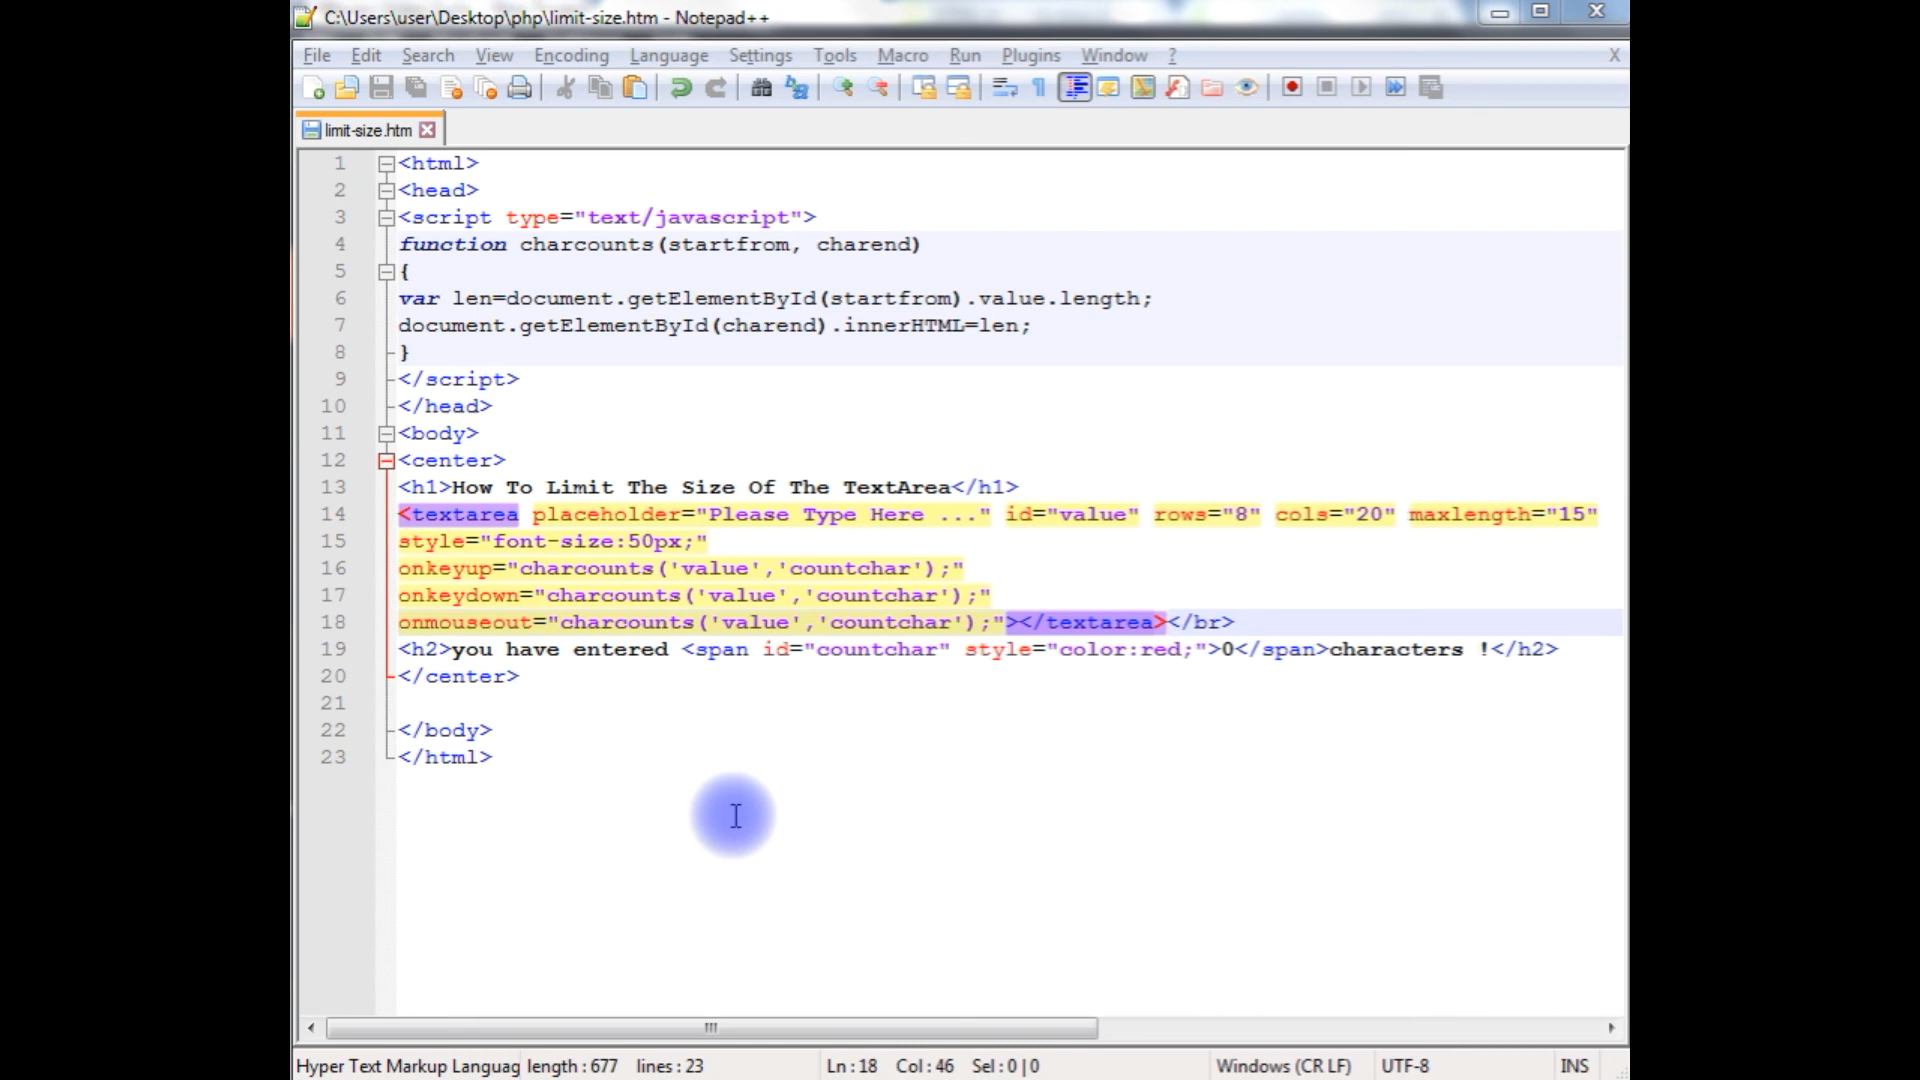 C:\Users\user\Desktop\php\limit-size.htm - Notepad++
File Edit Search View Encoding Language Settings Tools Macro Run Plugins Window ? X
limit-size.htm
1 <html>
2 <head>
3 <script type="text/javascript">
4 function charcounts(startfrom, charend)
5 {
6 var len=document.getElementById(startfrom).value.length;
7 document.getElementById(charend).innerHTML=len;
8 }
9 </script>
10 </head>
11 <body>
12 <center>
13 <h1>How To Limit The Size Of The TextArea</h1>
14 <textarea placeholder="Please Type Here ..." id="value" rows="8" cols="20" maxlength="15"
15 style="font-size:50px;"
16 onkeyup="charcounts('value','countchar');"
17 onkeydown="charcounts('value','countchar');"
18 onmouseout="charcounts('value','countchar');"></textarea></br>
19 <h2>you have entered <span id="countchar" style="color:red;">0</span>characters !</h2>
20 </center>
21
22 </body>
23 </html>
Hyper Text Markup Languag length : 677 lines : 23 Ln : 18 Col : 46 Sel : 0 | 0 Windows (CR LF) UTF-8 INS